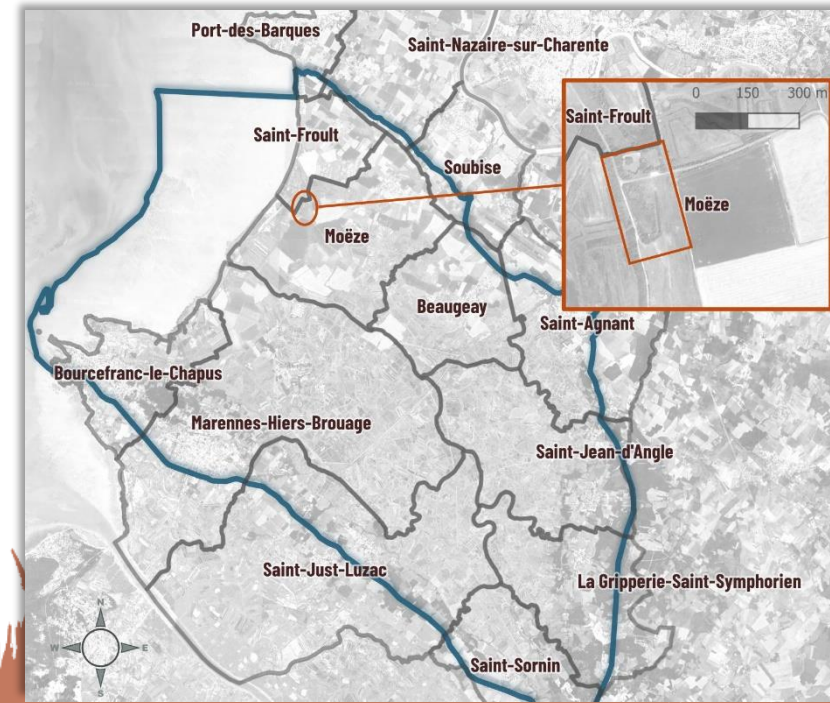 Port-des-Barques
Saint-Nazaire-sur-Charente
Saint-Froult
Soubise
Moëze
Beaugeay
Saint-Agnant
Bourcefranc-le-Chapus
Marennes-Hiers-Brouage
Saint-Jean-d'Angle
Saint-Just-Luzac
La Gripperie-Saint-Symphorien
Saint-Sornin
0 150 300 m
Saint-Froult
Moëze
N
W E
S